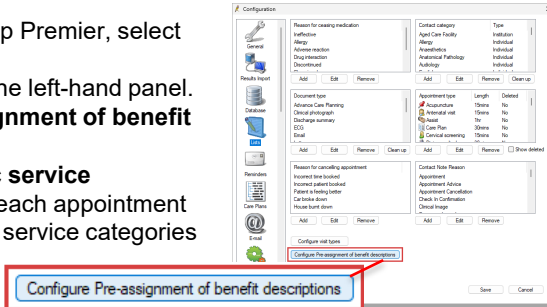 p Premier, select
he left-hand panel.
gnment of benefit
service
each appointment
service categories
Configuration
General
Results Import
Database
Lists
Reminders
Care Plans
E-mail
Reason for ceasing medication
Ineffective
Allergy
Adverse reaction
Drug interaction
Discontinued
Add Edit Remove
Contact category Type
Aged Care Facility Institution
Allergy Individual
Anaesthetics Individual
Anatomical Pathology Individual
Audiology Individual
Add Edit Remove Clean up
Document type
Advance Care Planning
Clinical photograph
Discharge summary
ECG
Email
Add Edit Remove Clean up
Appointment type Length Deleted
Acupuncture 15mins No
Antenatal visit 15mins No
Assist 1hr No
Care Plan 30mins No
Cervical screening 15mins No
Add Edit Remove Show deleted
Reason for cancelling appointment
Incorrect time booked
Incorrect patient booked
Patient is feeling better
Car broke down
House burnt down
Add Edit Remove
Contact Note Reason
Appointment
Appointment Advice
Appointment Cancellation
Check In Confirmation
Clinical Image
Add Edit Remove
Configure visit types
Configure Pre-assignment of benefit descriptions
Save Cancel
Configure Pre-assignment of benefit descriptions